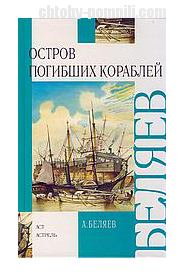 chtoby-pomnili.com
ОСТРОВ
ПОГИБШИХ КОРАБЛЕЙ
БЕЛЯЕВ
А.БЕЛЯЕВ
АСТ
АСТРЕЛЬ